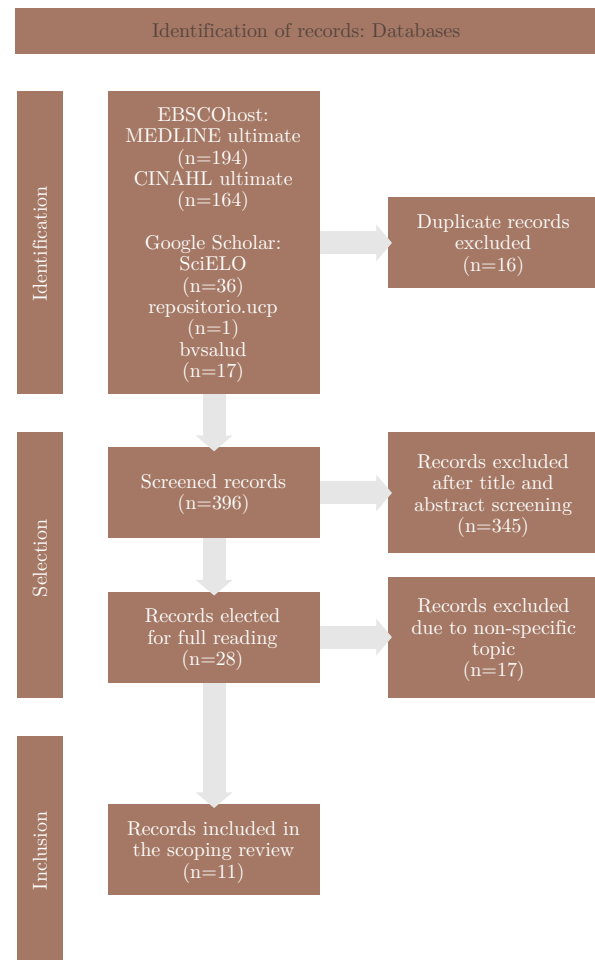 Identification of records: Databases
Identification
EBSCOhost:
MEDLINE ultimate
(n=194)
CINAHL ultimate
(n=164)
Google Scholar:
SciELO
(n=36)
repositorio.ucp
(n=1)
bvsalud
(n=17)
Duplicate records
excluded
(n=16)
Selection
Screened records
(n=396)
Records excluded
after title and
abstract screening
(n=345)
Records elected
for full reading
(n=28)
Records excluded
due to non-specific
topic
(n=17)
Inclusion
Records included in
the scoping review
(n=11)